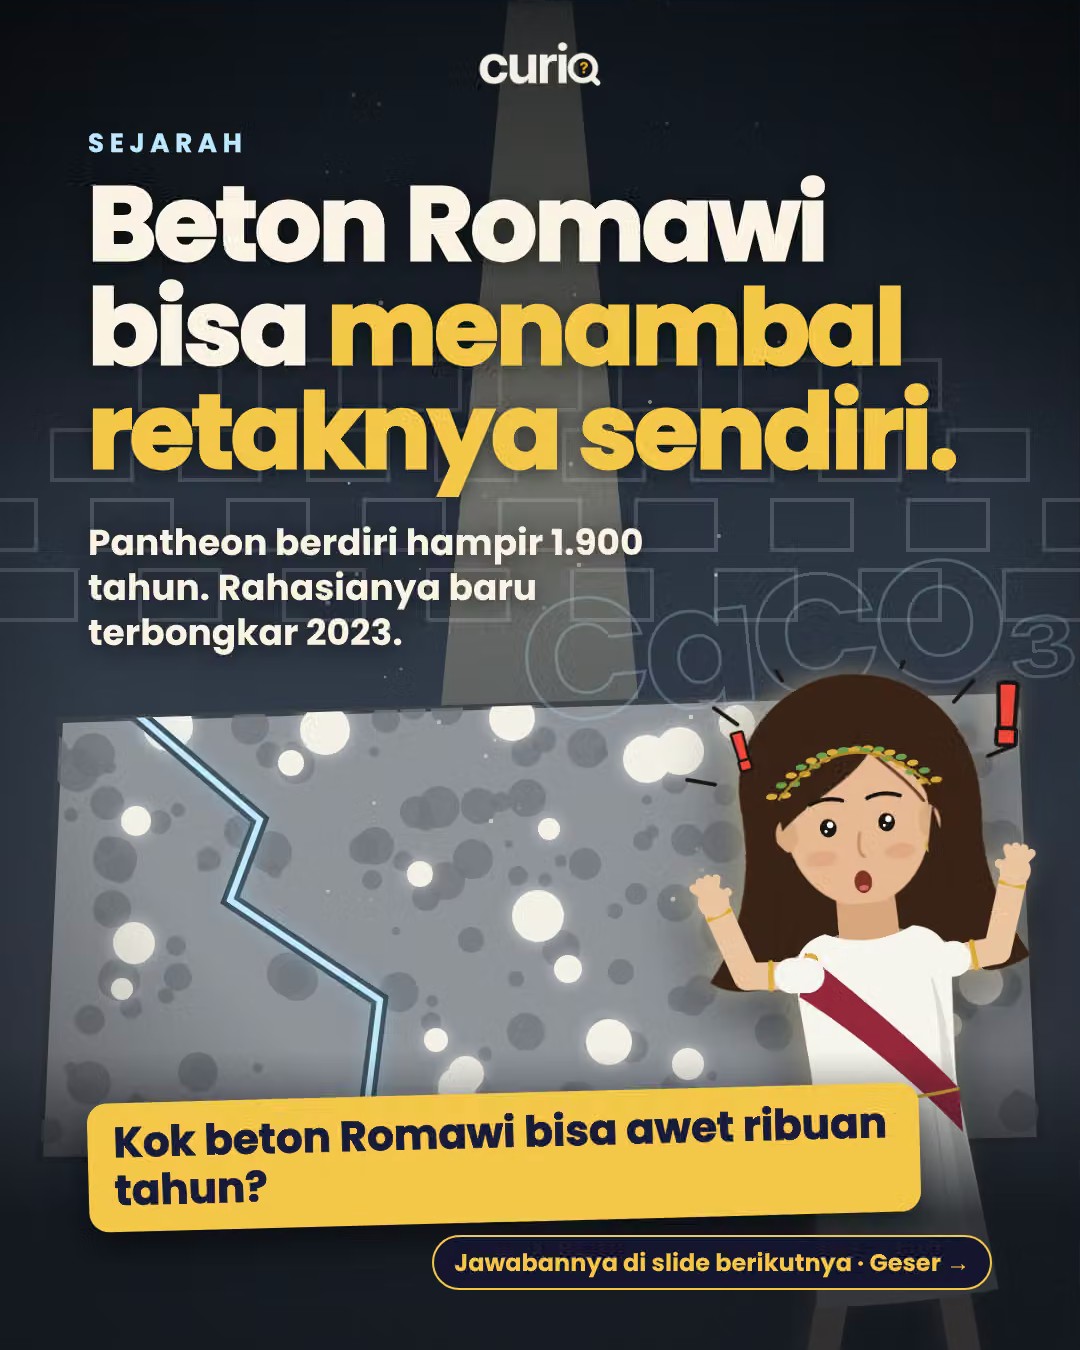 curiQ
SEJARAH
Beton Romawi
bisa menambal
retaknya sendiri.
Pantheon berdiri hampir 1.900
tahun. Rahasianya baru
terbongkar 2023.
CaCO₃
Kok beton Romawi bisa awet ribuan
tahun?
Jawabannya di slide berikutnya · Geser →